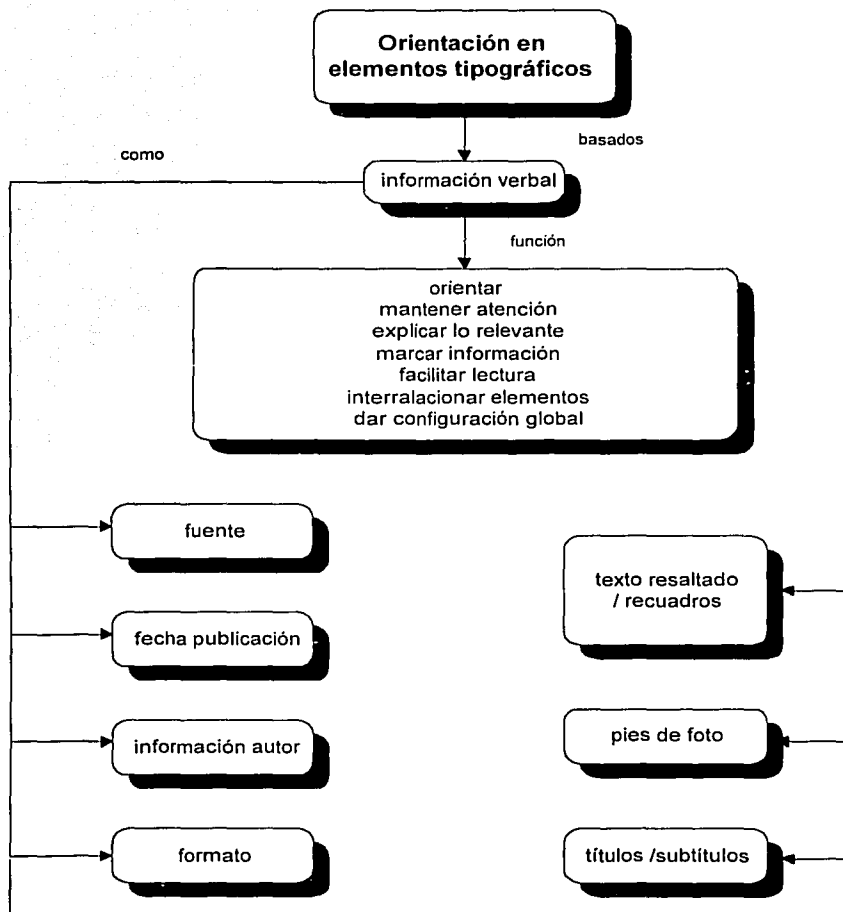 Orientación en
elementos tipográficos
basados
como
información verbal
función
orientar
mantener atención
explicar lo relevante
marcar información
facilitar lectura
interralacionar elementos
dar configuración global
fuente
texto resaltado
/ recuadros
fecha publicación
información autor
pies de foto
formato
títulos /subtítulos